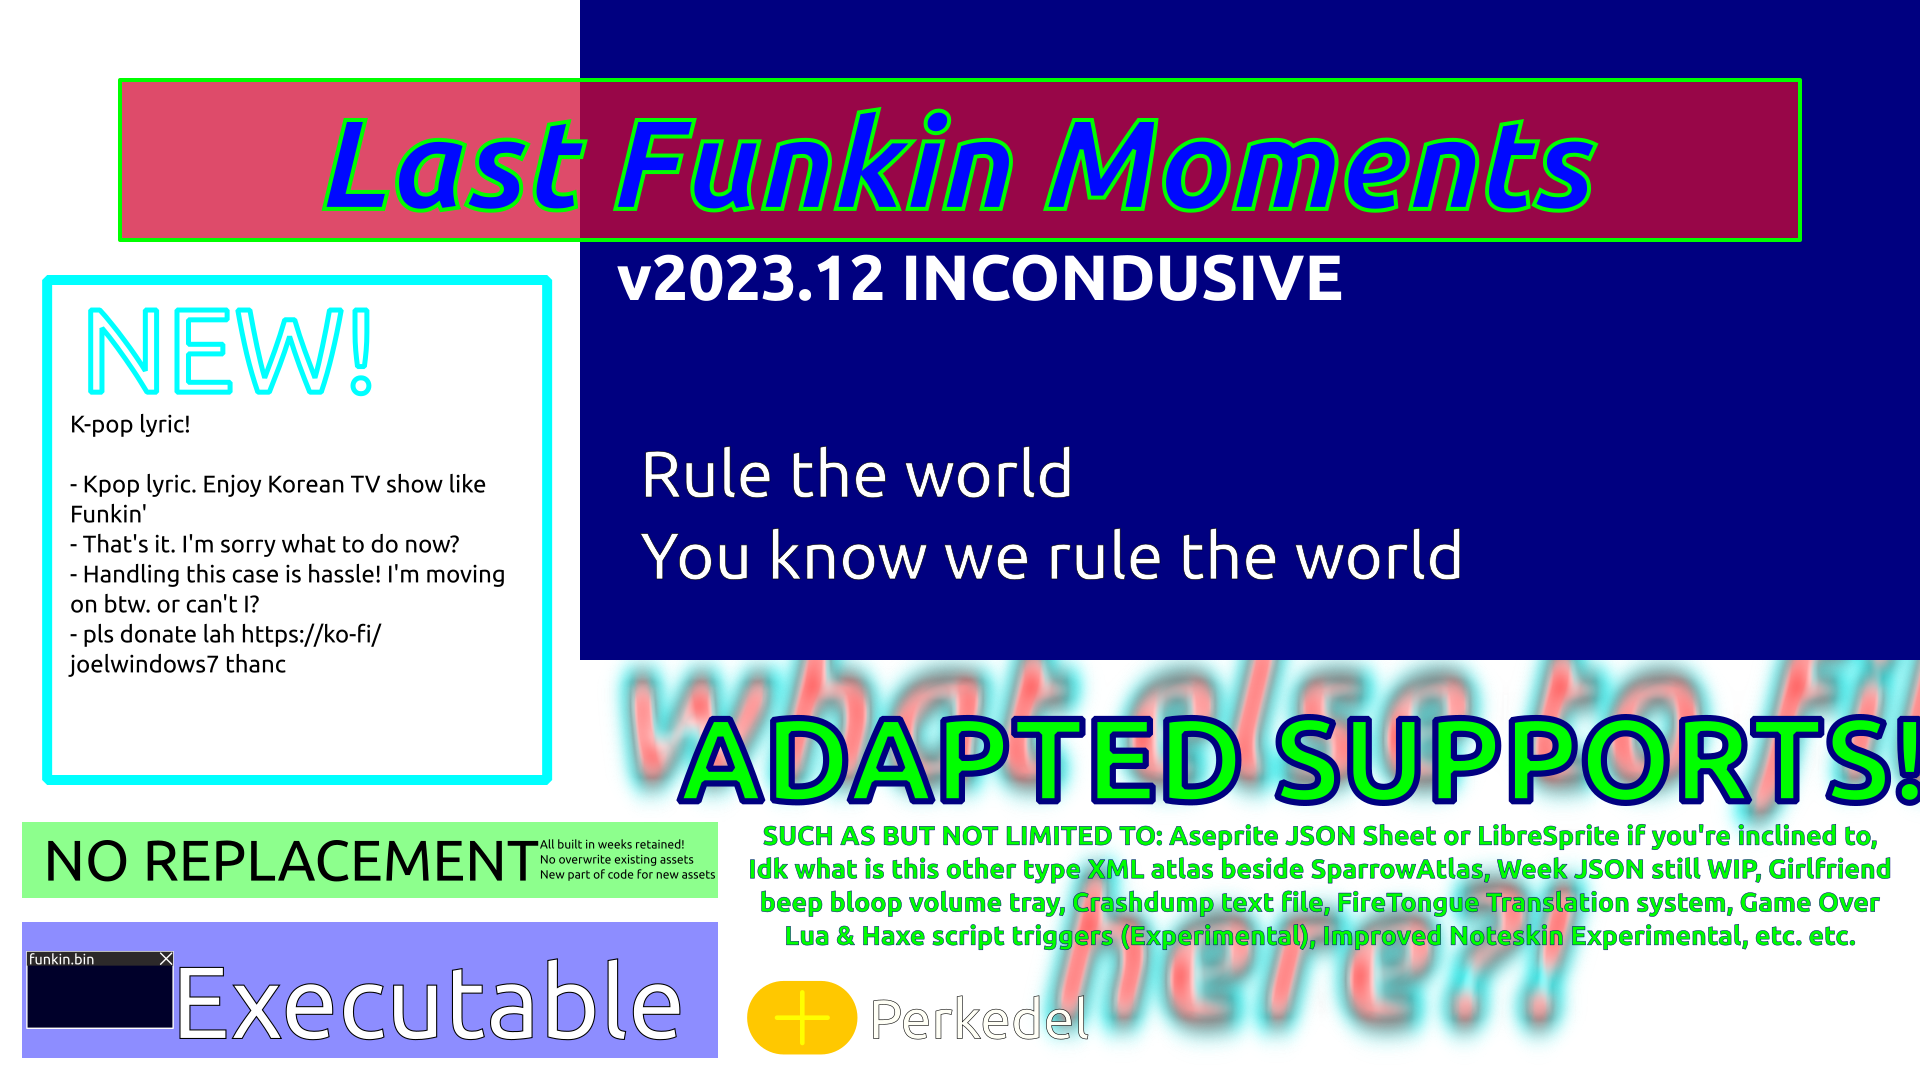 Last Funkin Moments
v2023.12 INCONDUSIVE
NEW!
K-pop lyric!
- Kpop lyric. Enjoy Korean TV show like
Funkin'
- That's it. I'm sorry what to do now?
- Handling this case is hassle! I'm moving
on btw. or can't I?
- pls donate lah https://ko-fi/
joelwindows7 thanc
Rule the world
You know we rule the world
what also to fil
here?!
ADAPTED SUPPORTS!
SUCH AS BUT NOT LIMITED TO: Aseprite JSON Sheet or LibreSprite if you're inclined to,
Idk what is this other type XML atlas beside SparrowAtlas, Week JSON still WIP, Girlfriend
beep bloop volume tray, Crashdump text file, FireTongue Translation system, Game Over
Lua & Haxe script triggers (Experimental), Improved Noteskin Experimental, etc. etc.
NO REPLACEMENT
All built in weeks retained!
No overwrite existing assets
New part of code for new assets
funkin.bin
Executable
Perkedel